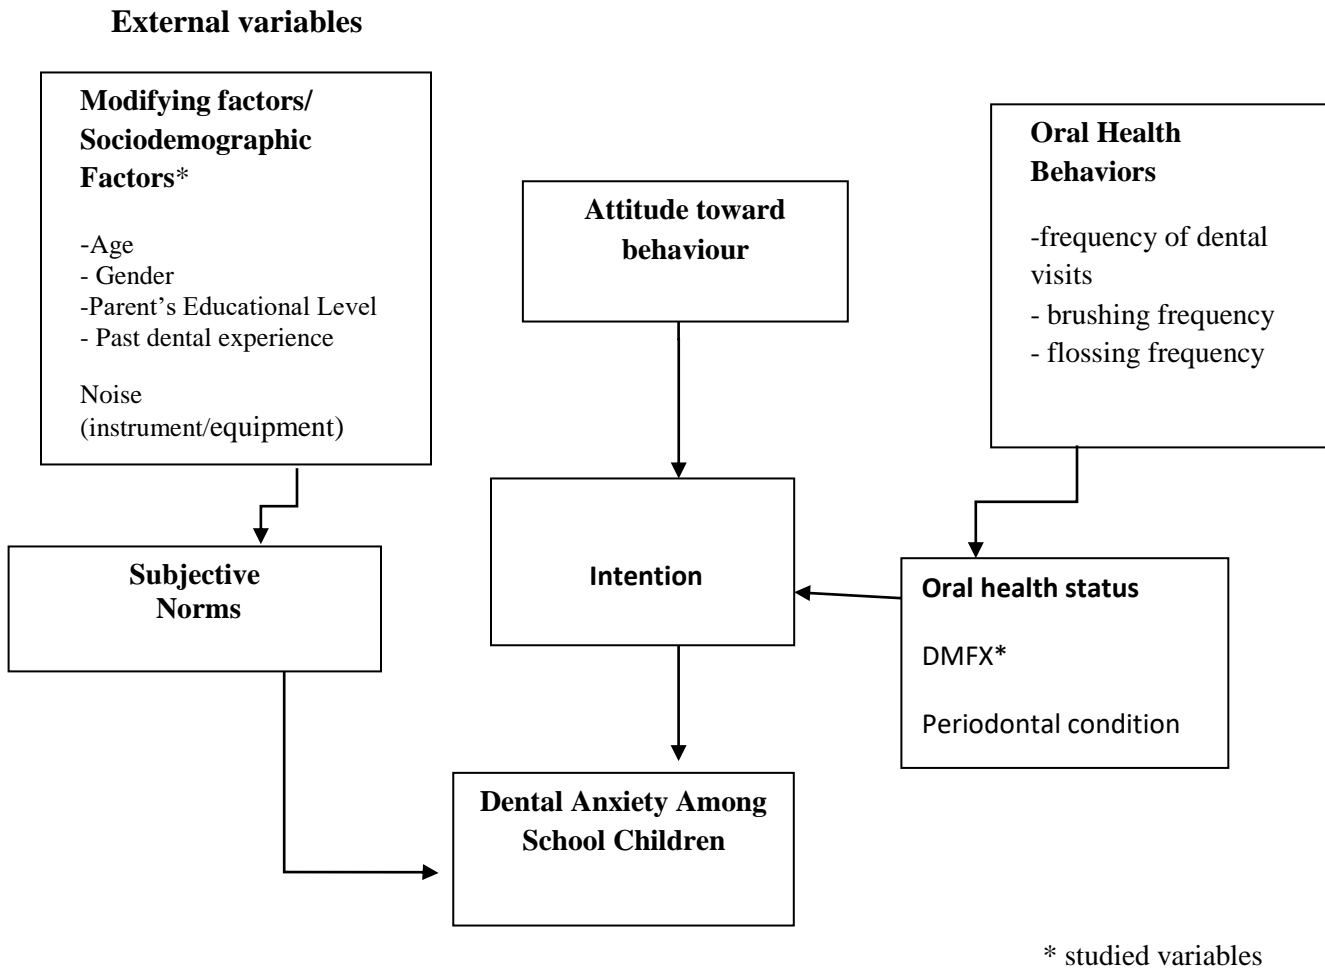 External variables
Modifying factors/
Sociodemographic
Factors*
-Age
- Gender
-Parent’s Educational Level
- Past dental experience
Noise
(instrument/equipment)
Attitude toward
behaviour
Oral Health
Behaviors
-frequency of dental
visits
- brushing frequency
- flossing frequency
Subjective
Norms
Intention
Oral health status
DMFX*
Periodontal condition
Dental Anxiety Among
School Children
* studied variables